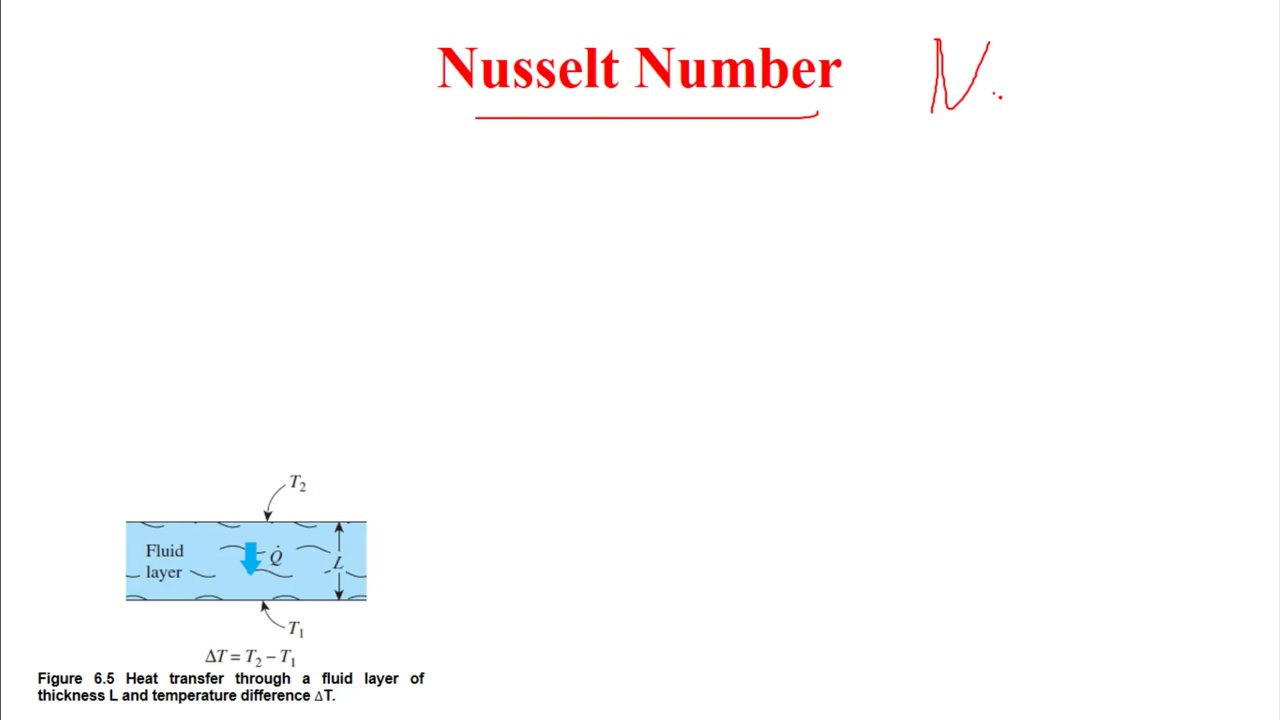 Nusselt Number N
T2
Fluid
layer
Q̇
L
T1
ΔT = T2 – T1
Figure 6.5 Heat transfer through a fluid layer of
thickness L and temperature difference ΔT.